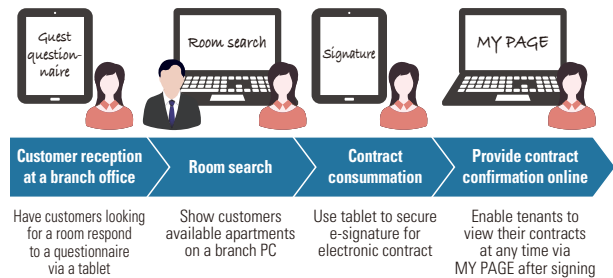 Guest
question-
naire
Room search
Signature
MY PAGE
Customer reception
at a branch office
Room search
Contract
consummation
Provide contract
confirmation online
Have customers looking
for a room respond
to a questionnaire
via a tablet
Show customers
available apartments
on a branch PC
Use tablet to secure
e-signature for
electronic contract
Enable tenants to
view their contracts
at any time via
MY PAGE after signing